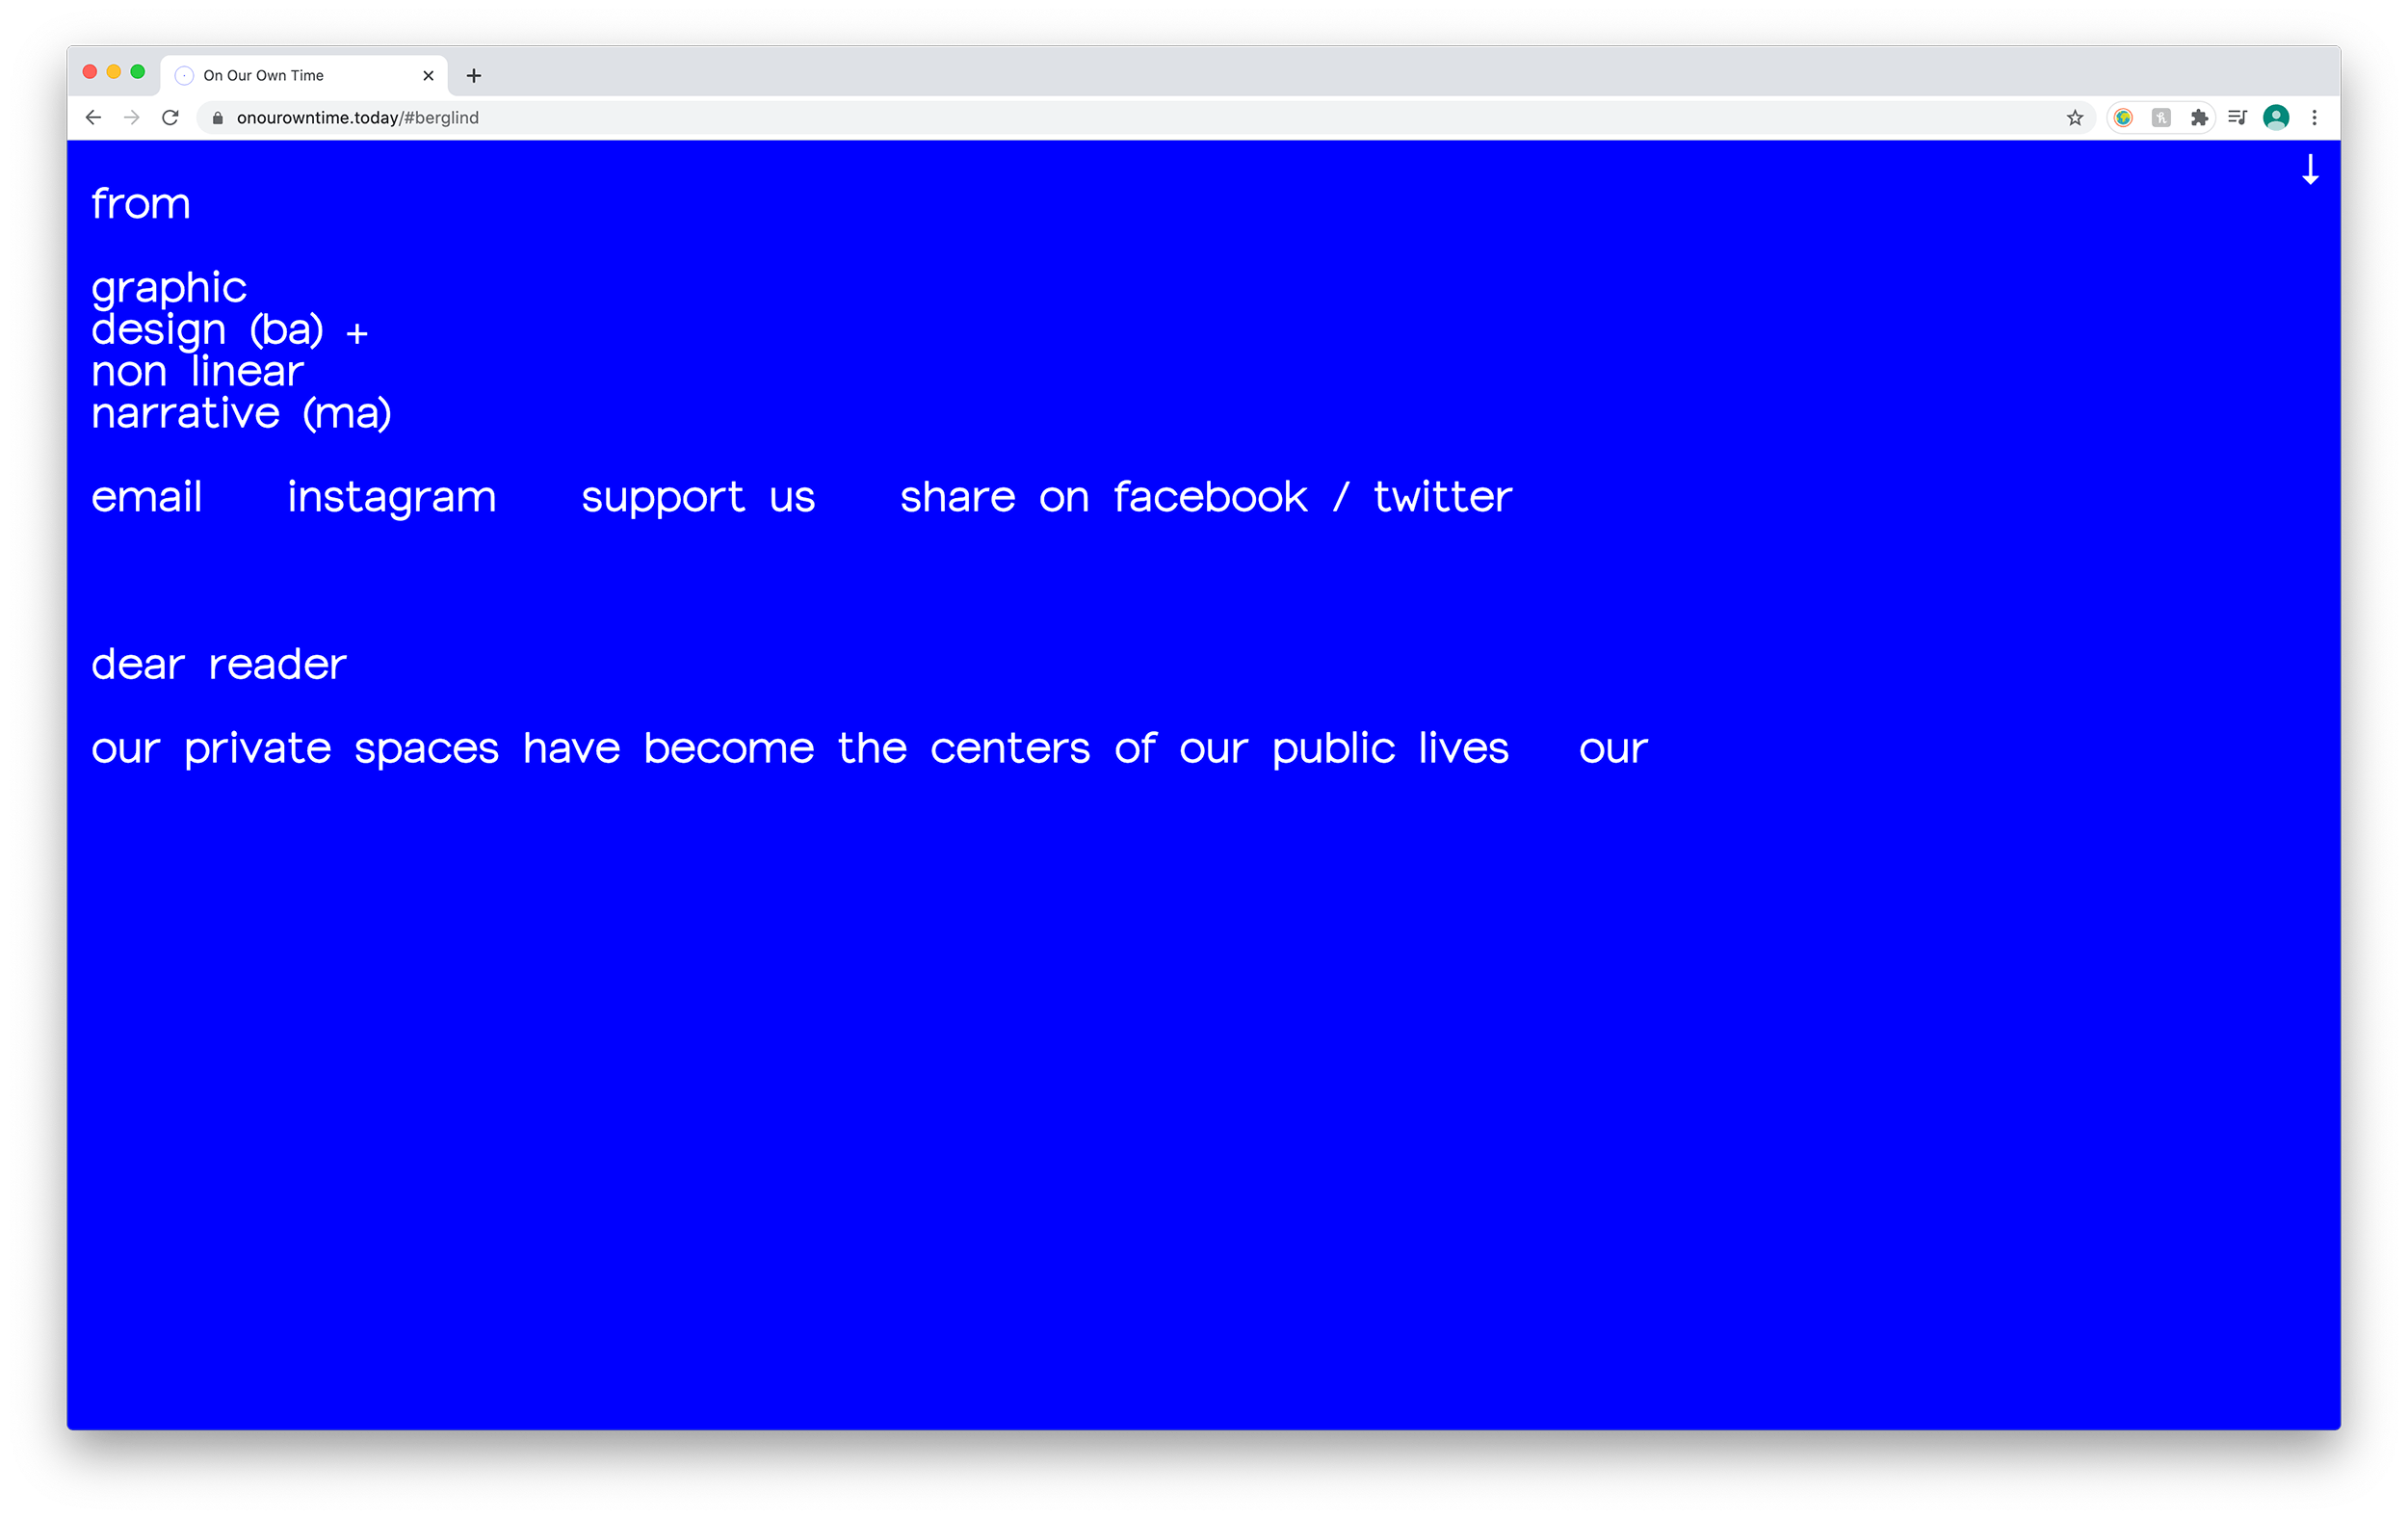 On Our Own Time
onourowntime.today/#berglind
from
graphic
design (ba) +
non linear
narrative (ma)
email instagram support us share on facebook / twitter
dear reader
our private spaces have become the centers of our public lives our